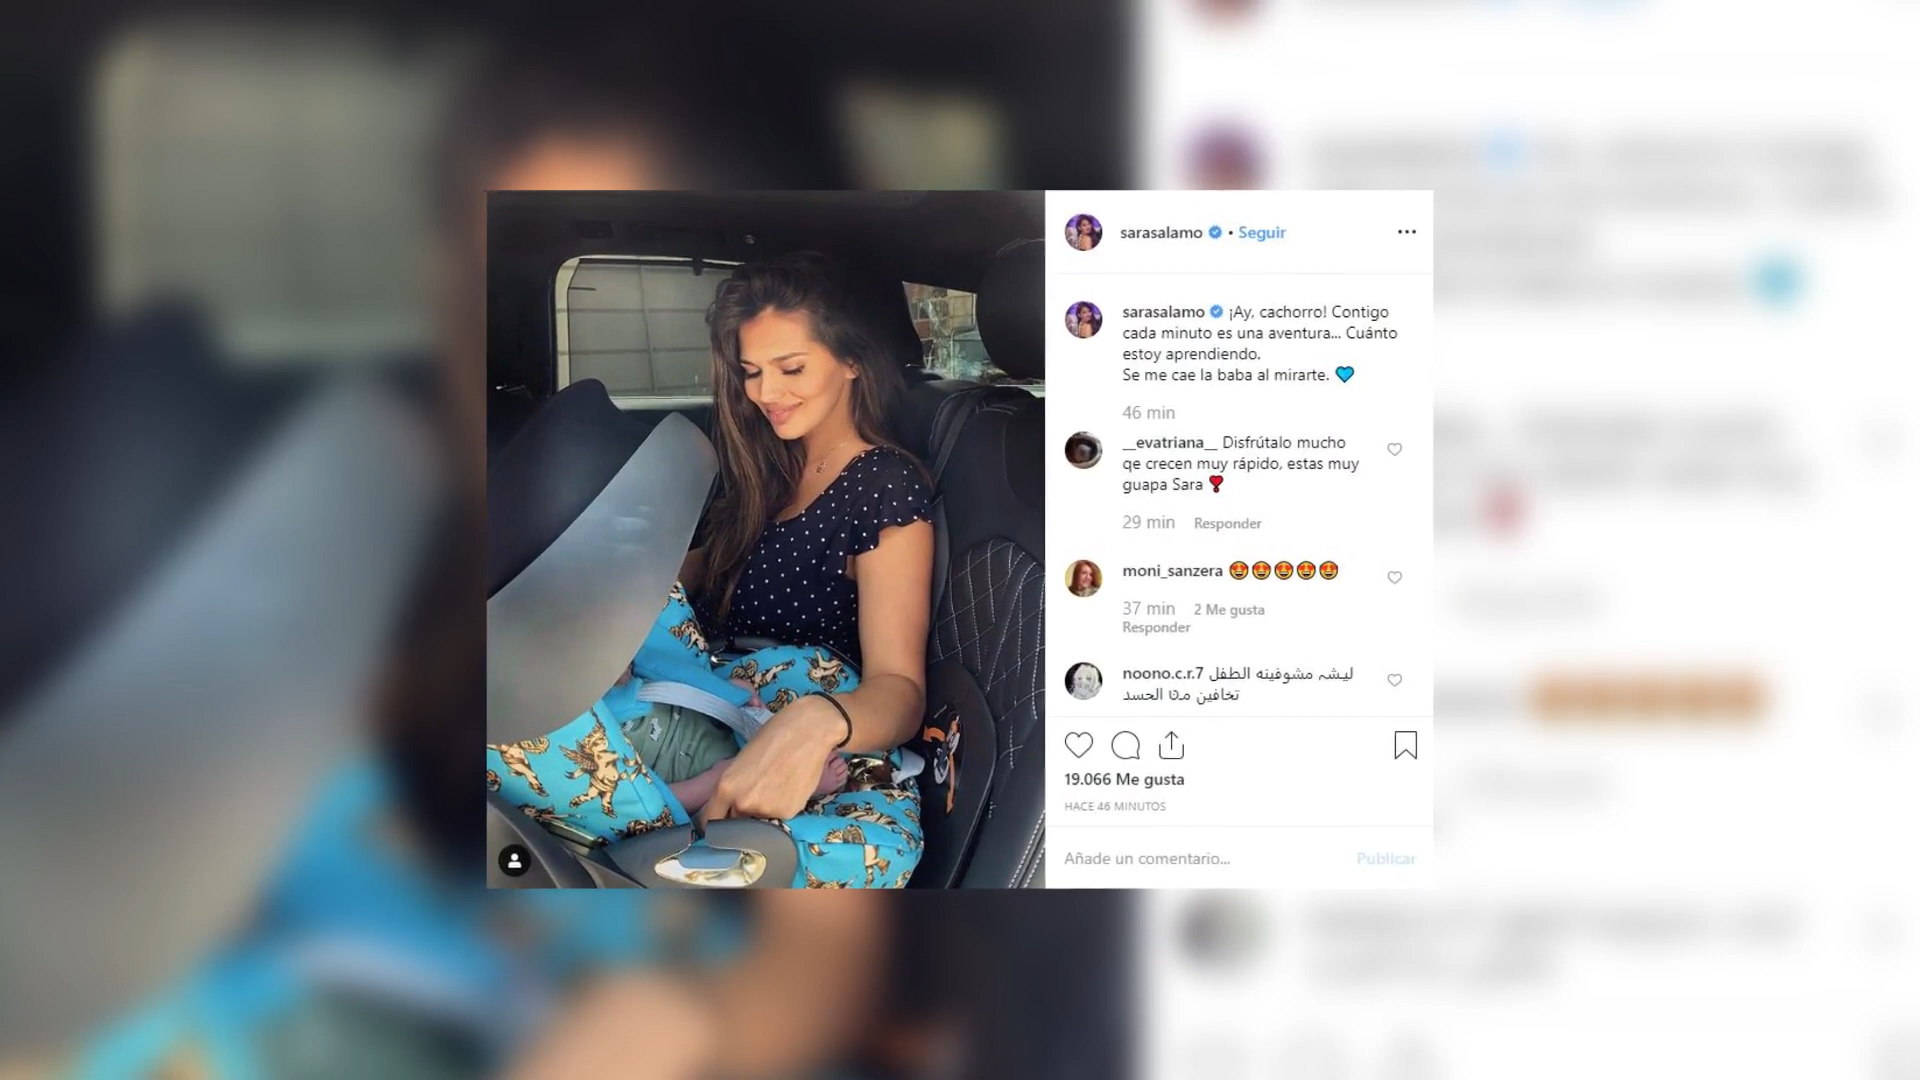 sarasalamo • Seguir
sarasalamo ¡Ay, cachorro! Contigo
cada minuto es una aventura... Cuánto
estoy aprendiendo.
Se me cae la baba al mirarte. 💙
46 min
__evatriana__ Disfrútalo mucho
qe crecen muy rápido, estas muy
guapa Sara ❣
29 min Responder
moni_sanzera 😍😍😍😍😍
37 min 2 Me gusta
Responder
noono.c.r.7 ليشہ مشوفينه الطفل
تخافين مـ๋ن الحسد
19.066 Me gusta
HACE 46 MINUTOS
Añade un comentario... Publicar